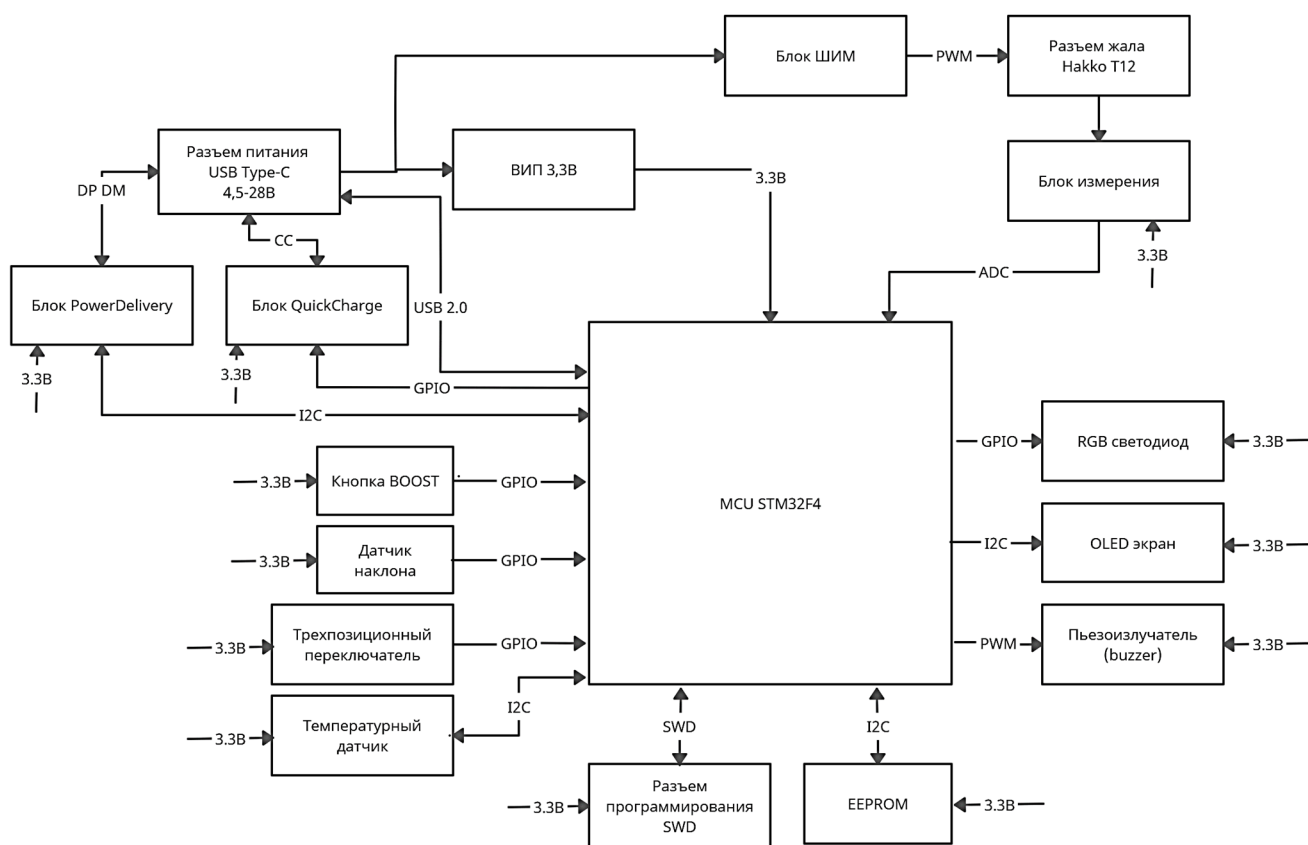 Блок ШИМ
PWM
Разъем жала
Hakko T12
Разъем питания
USB Type-C
4,5-28В
ВИП 3,3В
3.3В
Блок измерения
DP DM
CC
3.3В
ADC
Блок PowerDelivery
Блок QuickCharge
USB 2.0
3.3В
3.3В
GPIO
I2C
MCU STM32F4
GPIO
RGB светодиод
3.3В
3.3В
Кнопка BOOST
GPIO
I2C
OLED экран
3.3В
3.3В
Датчик
наклона
GPIO
3.3В
Трехпозиционный
переключатель
GPIO
PWM
Пьезоизлучатель
(buzzer)
3.3В
3.3В
Температурный
датчик
I2C
SWD
I2C
3.3В
Разъем
программирования
SWD
EEPROM
3.3В